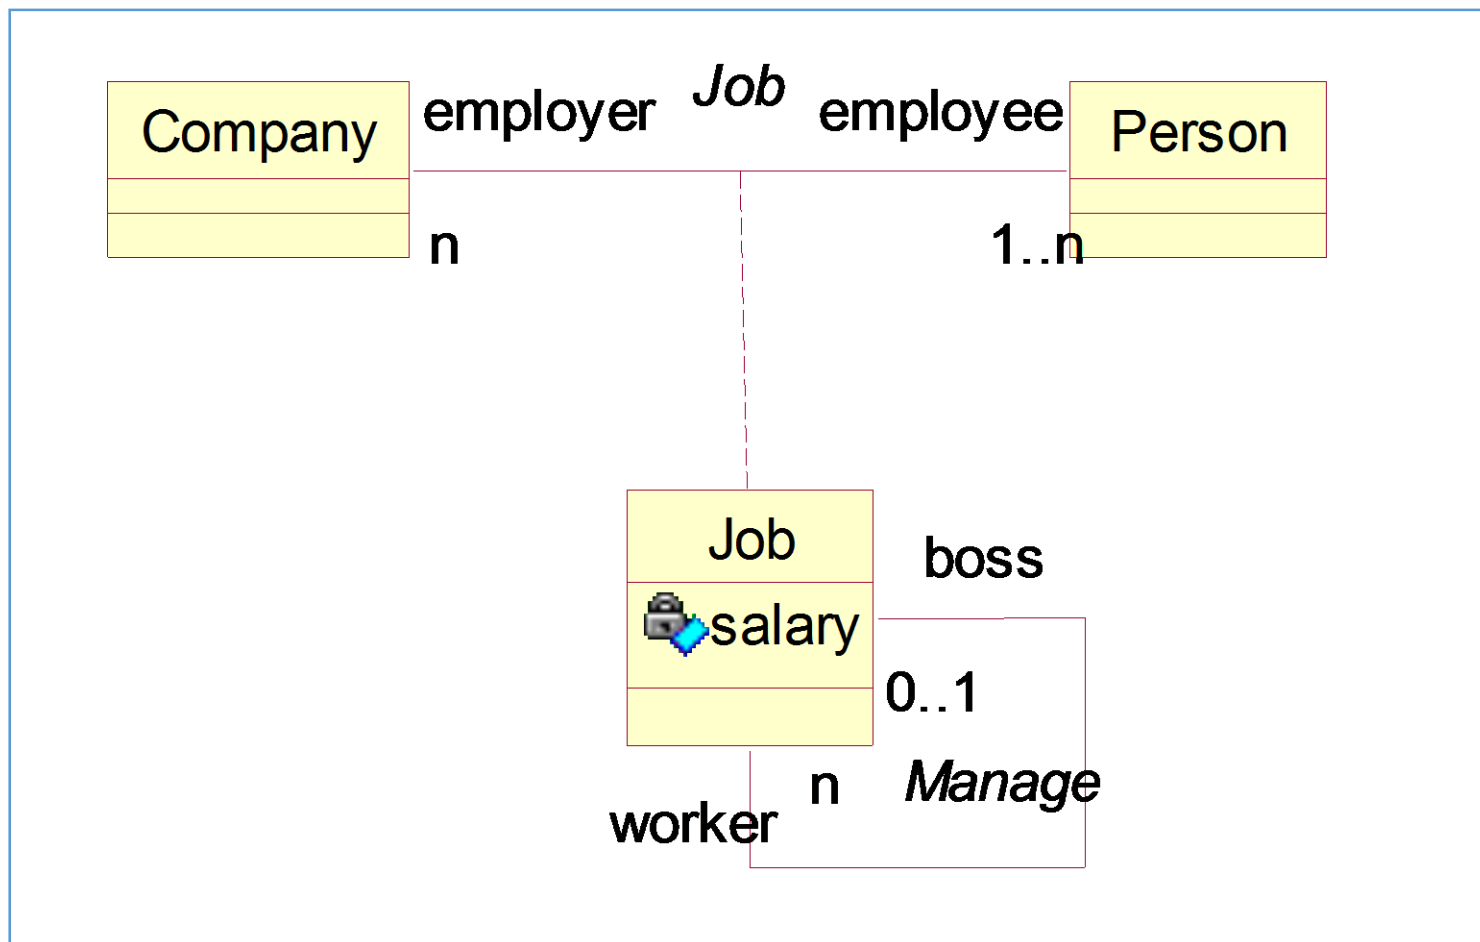 Company
employer
Job
employee
Person
n
1..n
Job
salary
boss
0..1
n
Manage
worker